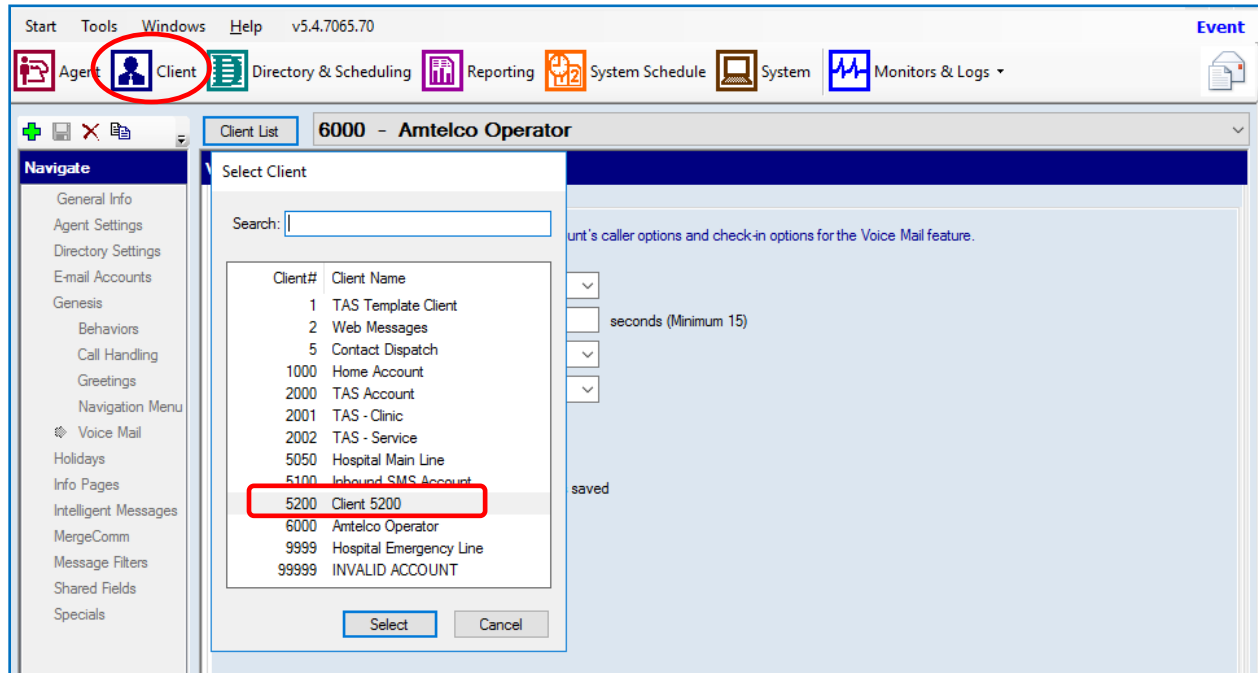 Start Tools Windows Help v5.4.7065.70 Event
Agent Client Directory & Scheduling Reporting System Schedule System Monitors & Logs
Client List 6000 - Amtelco Operator
Navigate
General Info
Agent Settings
Directory Settings
E-mail Accounts
Genesis
Behaviors
Call Handling
Greetings
Navigation Menu
Voice Mail
Holidays
Info Pages
Intelligent Messages
MergeComm
Message Filters
Shared Fields
Specials
Select Client
Search:
Client# Client Name
1 TAS Template Client
2 Web Messages
5 Contact Dispatch
1000 Home Account
2000 TAS Account
2001 TAS - Clinic
2002 TAS - Service
5050 Hospital Main Line
5100 Inbound SMS Account
5200 Client 5200
6000 Amtelco Operator
9999 Hospital Emergency Line
99999 INVALID ACCOUNT
Select Cancel
unt's caller options and check-in options for the Voice Mail feature.
seconds (Minimum 15)
saved